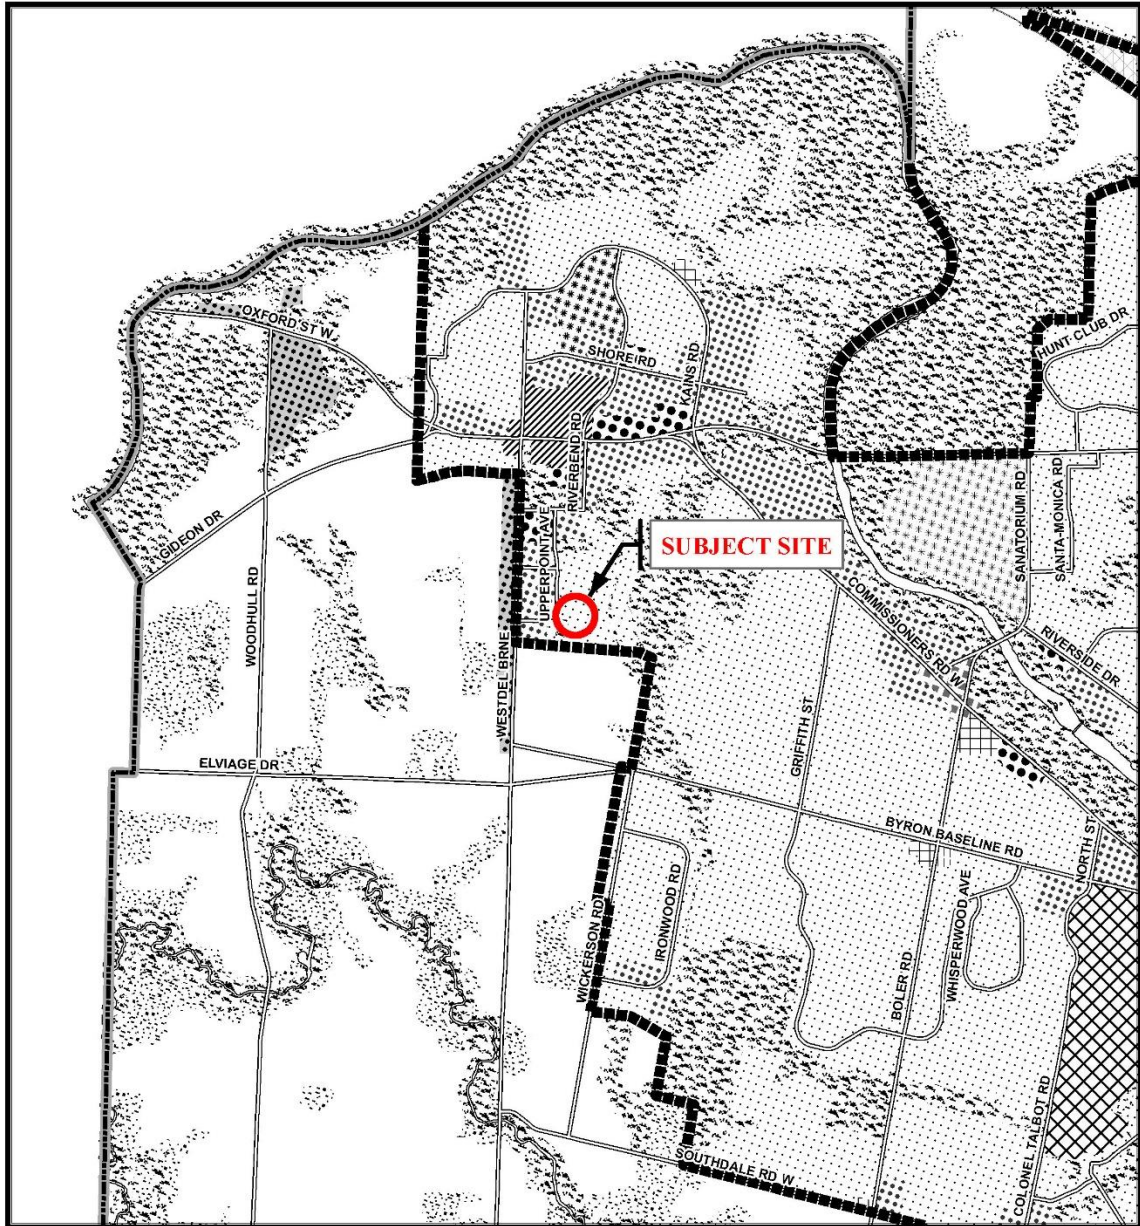 OXFORD ST W
HUNT CLUB DR
SHORE RD
KAINS RD
RIVERBEND RD
GIDEON DR
UPPERPOINT AVE
SUBJECT SITE
SANATORIUM RD
SANTA-MONICA RD
WOODHULL RD
COMMISSIONERS RD W
WESTDEL BRNE
RIVERSIDE DR
GRIFFITH ST
ELVIAGE DR
BYRON BASELINE RD
NORTH ST
IRONWOOD RD
WICKERSON RD
WHISPERWOOD AVE
BOLER RD
COLONEL TALBOT RD
SOUTHDALE RD W